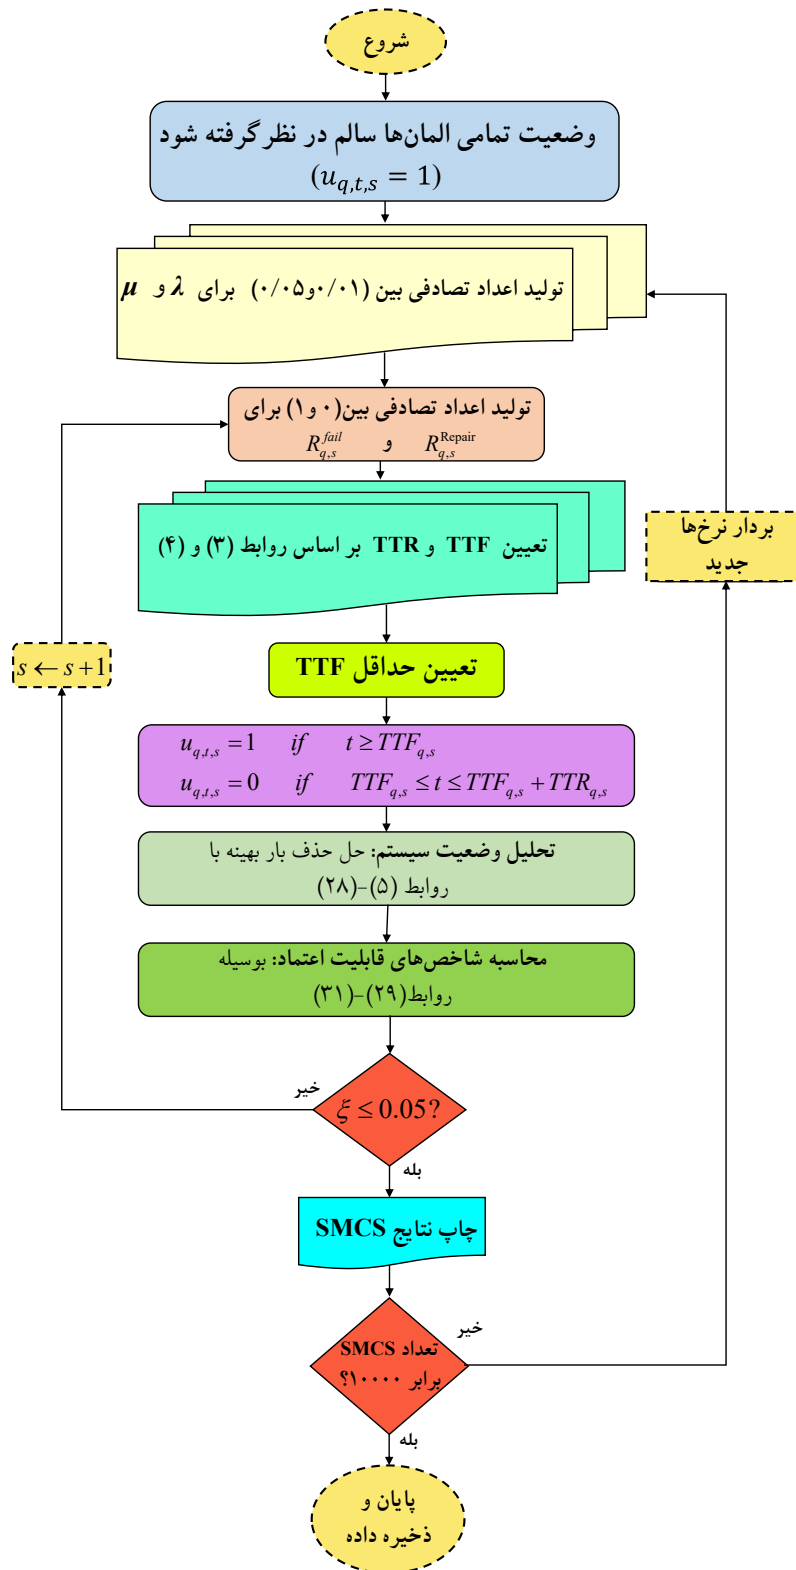 شروع
وضعیت تمامی المان‌ها سالم در نظر گرفته شود
(u_{q,t,s} = 1)
تولید اعداد تصادفی بین (۰/۰۱و۰/۰۵) برای λ و μ
تولید اعداد تصادفی بین(۰ و۱) برای
R_{q,s}^{Repair} و R_{q,s}^{fail}
تعیین TTF و TTR بر اساس روابط (۳) و (۴)
بردار نرخ‌ها
جدید
تعیین حداقل TTF
s ← s+1
u_{q,t,s} = 1 if t ≥ TTF_{q,s}
u_{q,t,s} = 0 if TTF_{q,s} ≤ t ≤ TTF_{q,s} + TTR_{q,s}
تحلیل وضعیت سیستم: حل حذف بار بهینه با
روابط (۵)-(۲۸)
محاسبه شاخص‌های قابلیت اعتماد: بوسیله
روابط(۲۹)-(۳۱)
خیر
ξ ≤ 0.05?
بله
چاپ نتایج SMCS
خیر
تعداد SMCS
برابر ۱۰۰۰۰؟
بله
پایان و
ذخیره داده